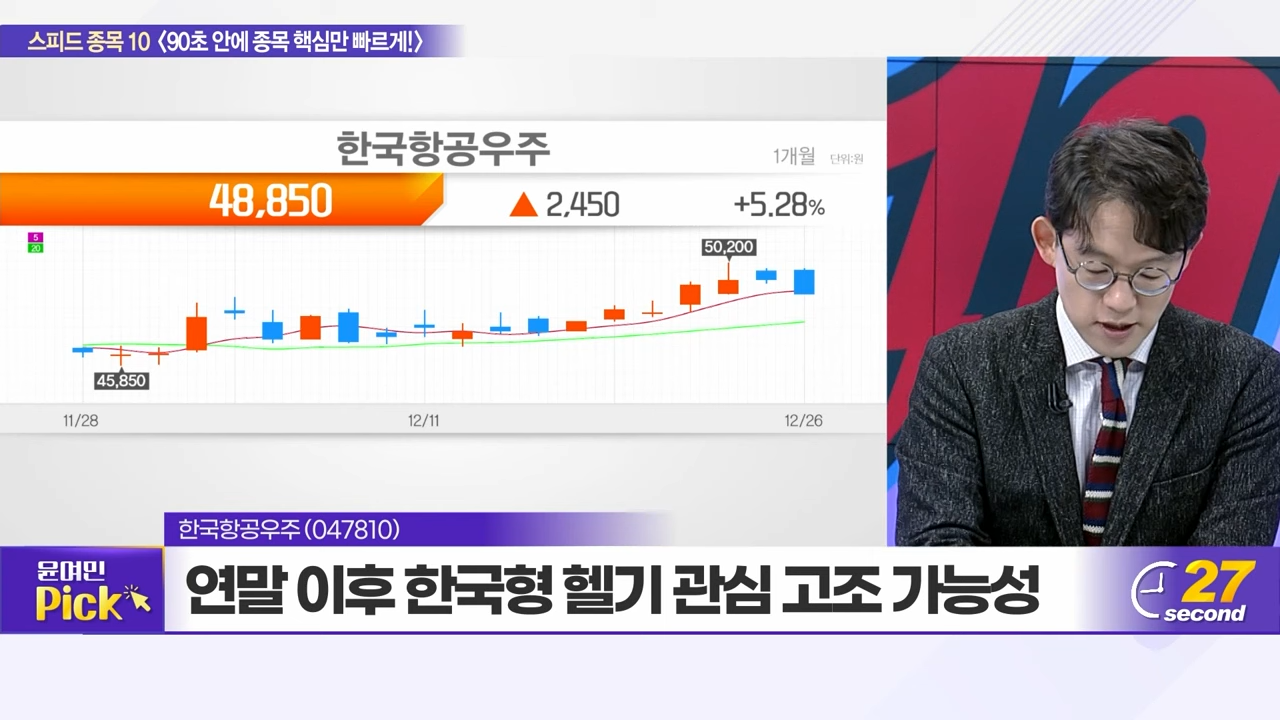 스피드 종목 10 〈90초 안에 종목 핵심만 빠르게!〉
한국항공우주
1개월 단위:원
48,850 ▲ 2,450 +5.28%
5
20
50,200
45,850
11/28 12/11 12/26
한국항공우주 (047810)
윤여민
Pick
연말 이후 한국형 헬기 관심 고조 가능성
27
second